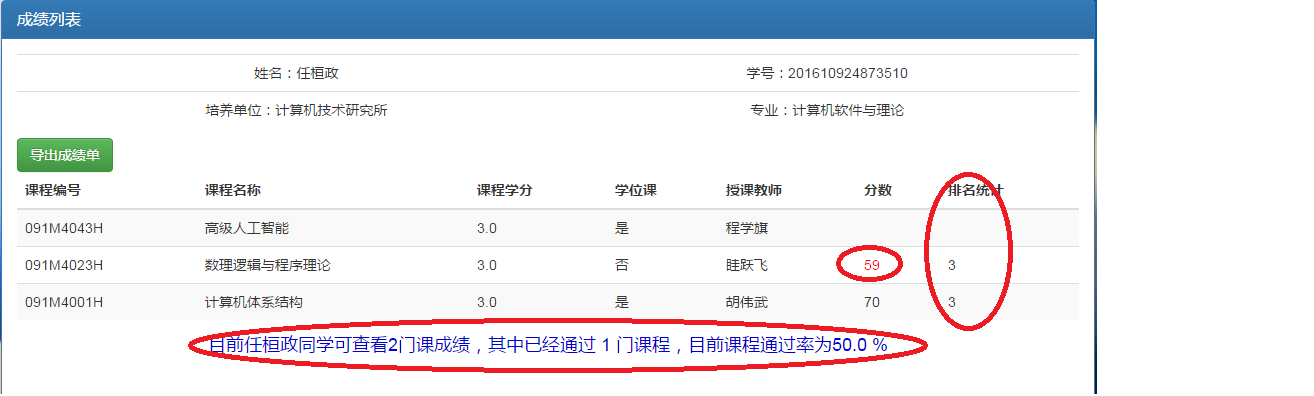 成绩列表
姓名：任桓政 学号：201610924873510
培养单位：计算机技术研究所 专业：计算机软件与理论
导出成绩单
课程编号 课程名称 课程学分 学位课 授课教师 分数 排名统计
091M4043H 高级人工智能 3.0 是 程学旗
091M4023H 数理逻辑与程序理论 3.0 否 眭跃飞 59 3
091M4001H 计算机体系结构 3.0 是 胡伟武 70 3
目前任桓政同学可查看2门课成绩，其中已经通过 1 门课程，目前课程通过率为50.0 %